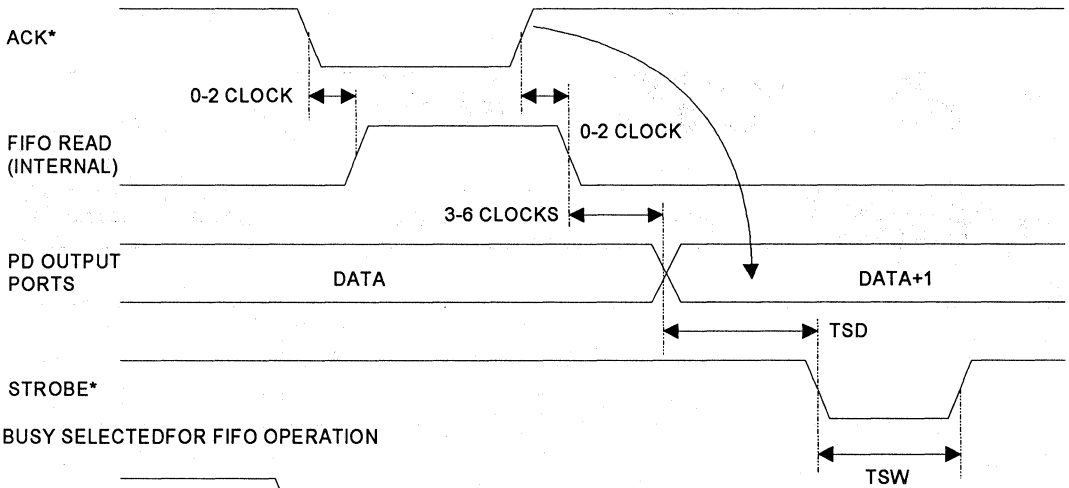 ACK*
0-2 CLOCK
0-2 CLOCK
FIFO READ
(INTERNAL)
3-6 CLOCKS
PD OUTPUT
PORTS
DATA
DATA+1
TSD
STROBE*
BUSY SELECTEDFOR FIFO OPERATION
TSW